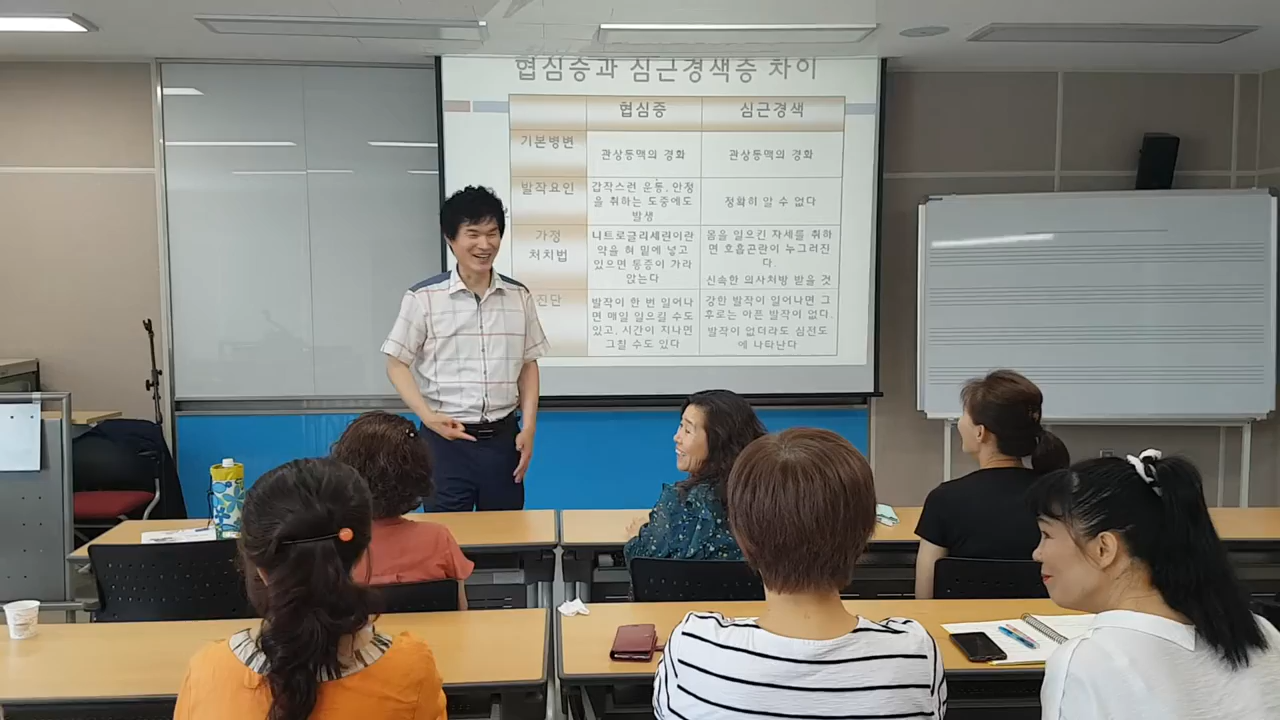 협심증과 심근경색증 차이
협심증
심근경색
기본병변
관상동맥의 경화
관상동맥의 경화
발작요인
갑작스런 운동, 안정
을 취하는 도중에도
발생
정확히 알 수 없다
가정
처치법
니트로글리세린이란
약을 혀 밑에 넣고
있으면 통증이 가라
앉는다
몸을 일으킨 자세를 취하
면 호흡곤란이 누그러진
다.
신속한 의사처방 받을 것
진단
발작이 한 번 일어나
면 매일 일으킬 수도
있고, 시간이 지나면
그칠 수도 있다
강한 발작이 일어나면 그
후로는 아픈 발작이 없다.
발작이 없더라도 심전도
에 나타난다